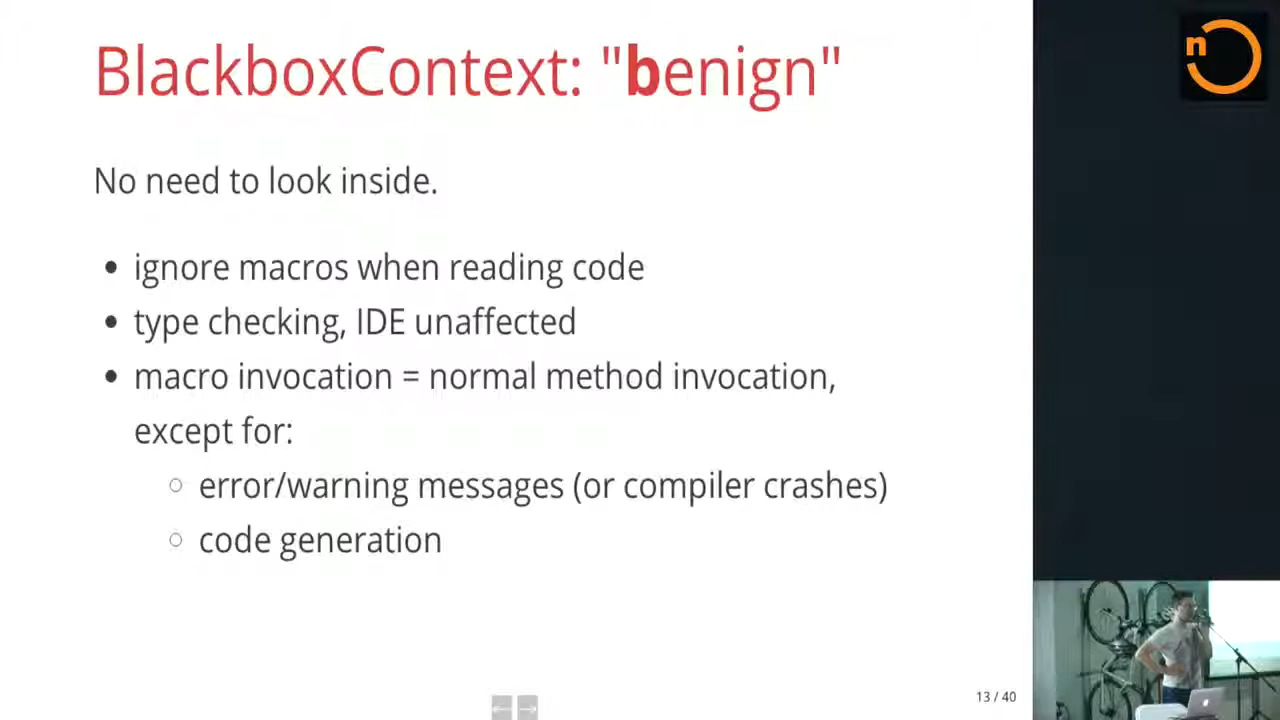 BlackboxContext: "benign"
No need to look inside.
• ignore macros when reading code
• type checking, IDE unaffected
• macro invocation = normal method invocation,
except for:
○ error/warning messages (or compiler crashes)
○ code generation
13 / 40
n